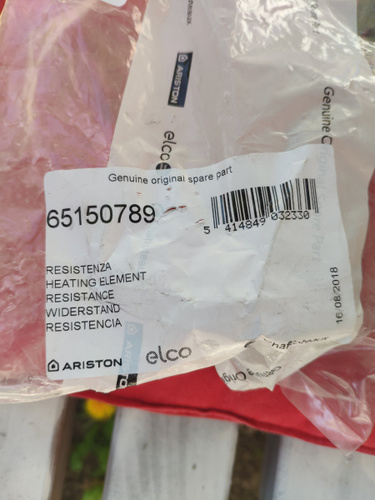 ARISTON
elco
Genuine original spare part
65150789
5 414849 032330
RESISTENZA
HEATING ELEMENT
RESISTANCE
WIDERSTAND
RESISTENCIA
16-08-2018
ARISTON
elco